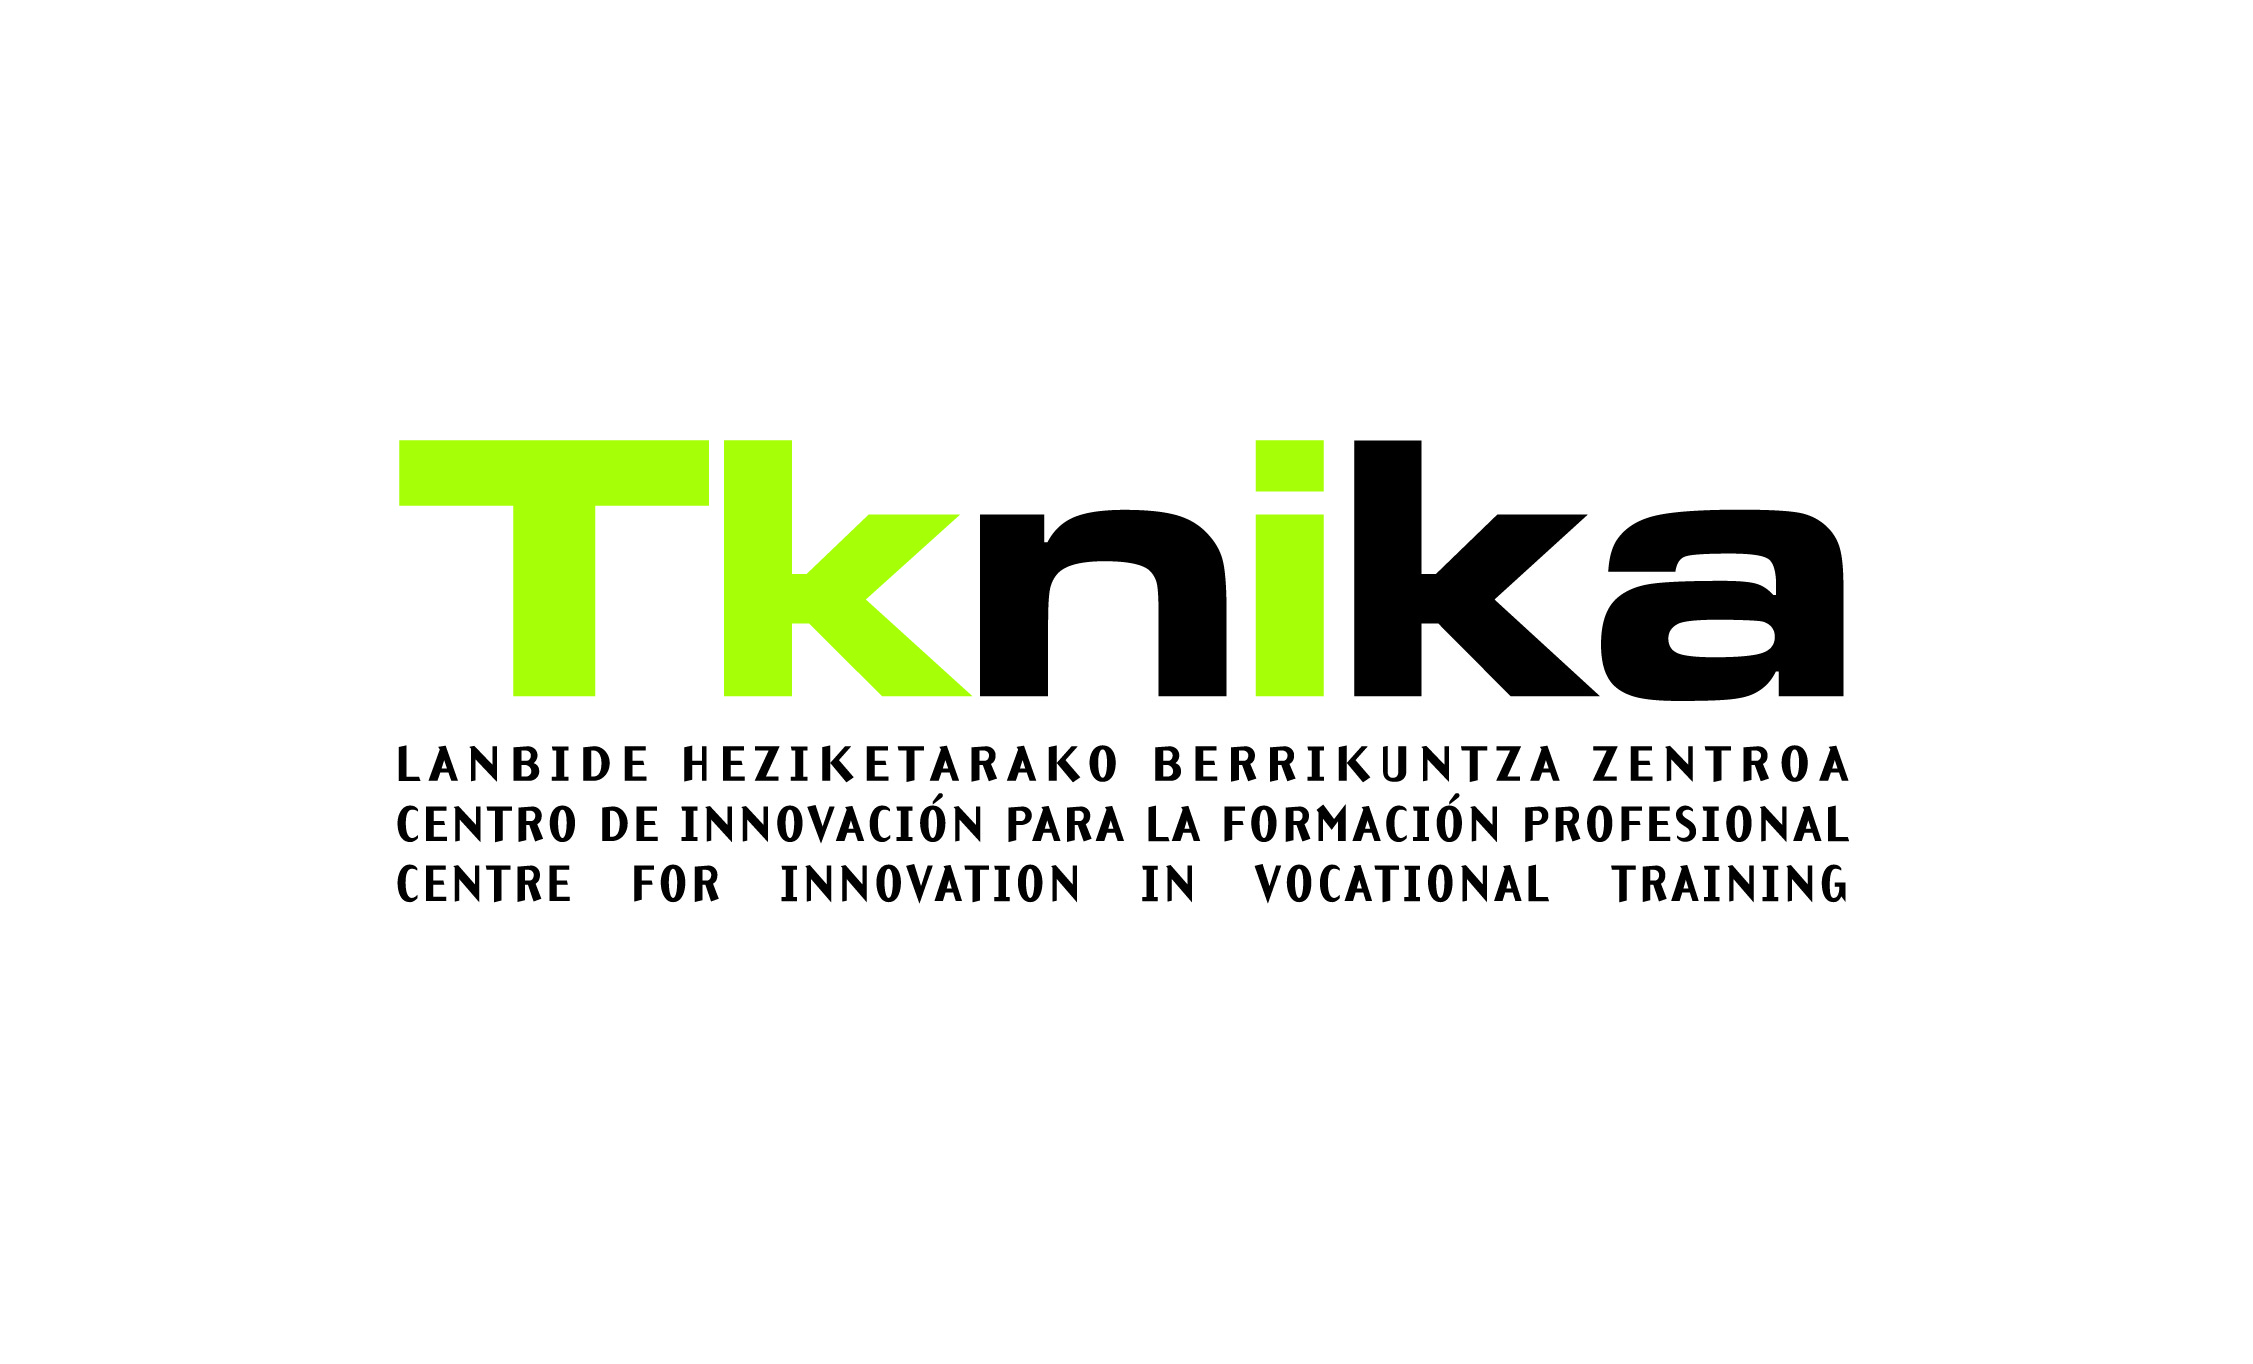 Tknika
LANBIDE HEZIKETARAKO BERRIKUNTZA ZENTROA
CENTRO DE INNOVACIÓN PARA LA FORMACIÓN PROFESIONAL
CENTRE FOR INNOVATION IN VOCATIONAL TRAINING